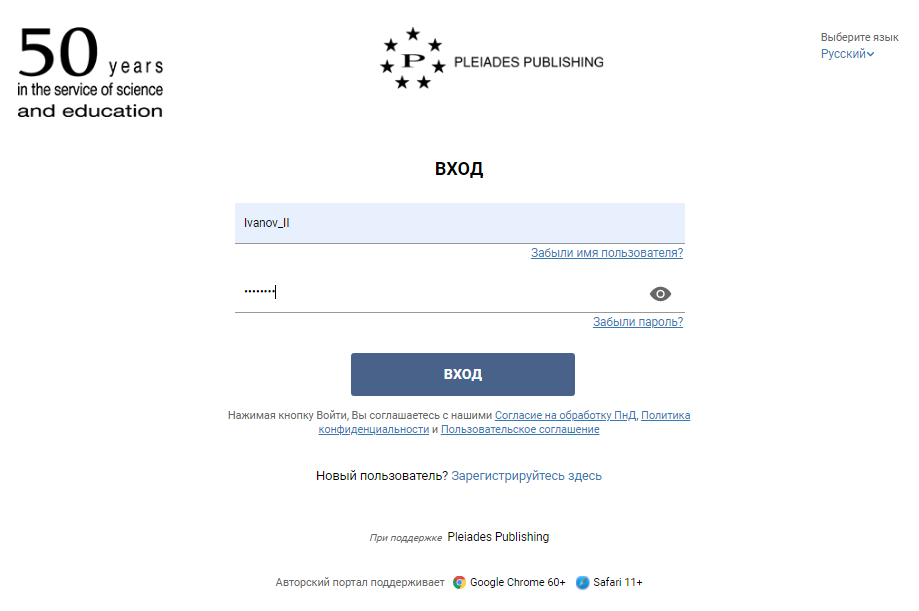 50 years
in the service of science
and education
P
PLEIADES PUBLISHING
Выберите язык
Русский
ВХОД
Ivanov_II
Забыли имя пользователя?
••••••••
Забыли пароль?
ВХОД
Нажимая кнопку Войти, Вы соглашаетесь с нашими Согласие на обработку ПнД, Политика
конфиденциальности и Пользовательское соглашение
Новый пользователь? Зарегистрируйтесь здесь
При поддержке Pleiades Publishing
Авторский портал поддерживает Google Chrome 60+ Safari 11+